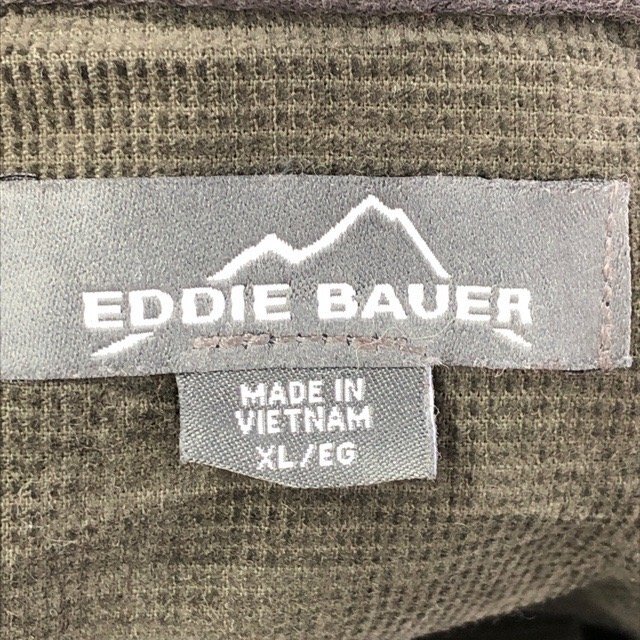 EDDIE BAUER
MADE IN
VIETNAM
XL/EG